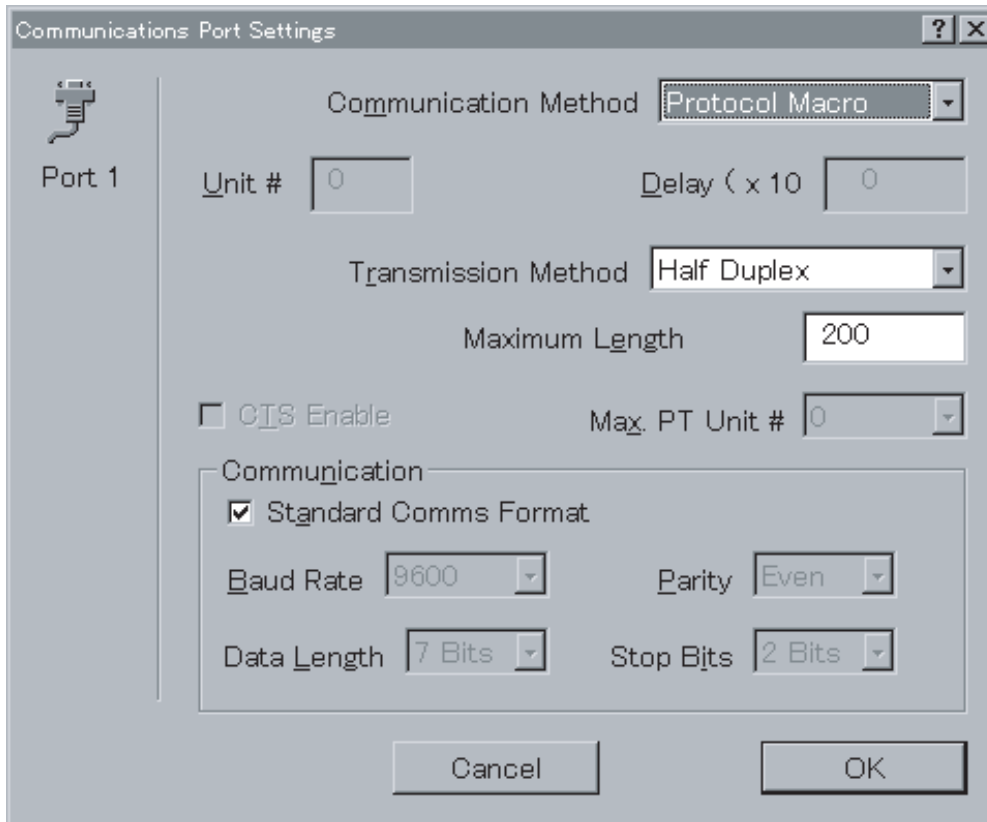 Communications Port Settings
Port 1
Communication Method Protocol Macro
Unit # 0 Delay ( x 10 0
Transmission Method Half Duplex
Maximum Length 200
CTS Enable Max. PT Unit # 0
Communication
Standard Comms Format
Baud Rate 9600 Parity Even
Data Length 7 Bits Stop Bits 2 Bits
Cancel OK